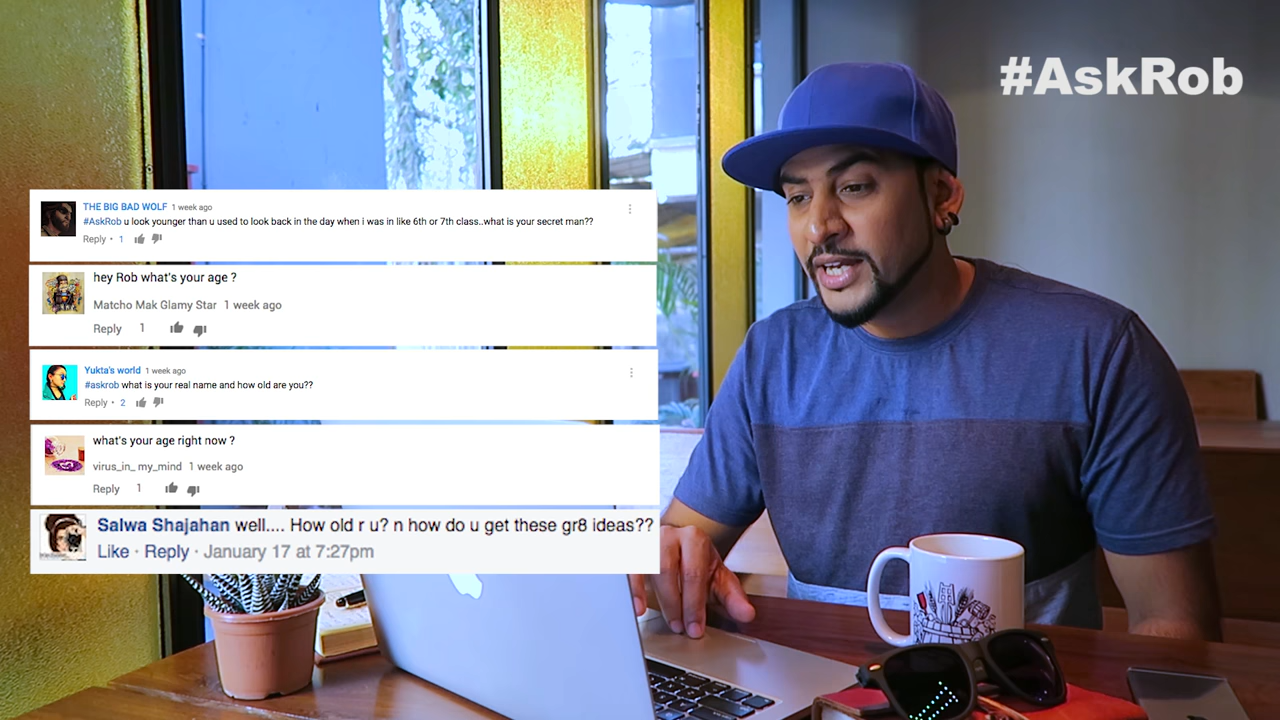 #AskRob
THE BIG BAD WOLF 1 week ago
#AskRob u look younger than u used to look back in the day when i was in like 6th or 7th class..what is your secret man??
Reply • 1
hey Rob what's your age ?
Matcho Mak Glamy Star 1 week ago
Reply 1
Yukta's world 1 week ago
#askrob what is your real name and how old are you??
Reply • 2
what's your age right now ?
virus_in_ my_mind 1 week ago
Reply 1
Salwa Shajahan well.... How old r u? n how do u get these gr8 ideas??
Like · Reply · January 17 at 7:27pm